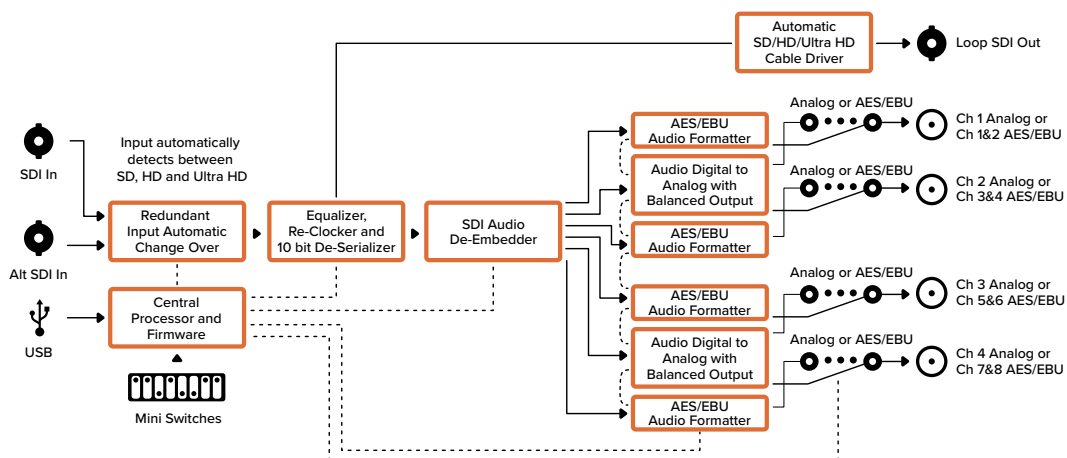 Automatic
SD/HD/Ultra HD
Cable Driver
Loop SDI Out
SDI In
Input automatically
detects between
SD, HD and Ultra HD
Alt SDI In
Redundant
Input Automatic
Change Over
Equalizer,
Re-Clocker and
10 bit De-Serializer
SDI Audio
De-Embedder
USB
Central
Processor and
Firmware
Mini Switches
AES/EBU
Audio Formatter
Audio Digital to
Analog with
Balanced Output
AES/EBU
Audio Formatter
AES/EBU
Audio Formatter
Audio Digital to
Analog with
Balanced Output
AES/EBU
Audio Formatter
Analog or AES/EBU
Ch 1 Analog or
Ch 1&2 AES/EBU
Analog or AES/EBU
Ch 2 Analog or
Ch 3&4 AES/EBU
Analog or AES/EBU
Ch 3 Analog or
Ch 5&6 AES/EBU
Analog or AES/EBU
Ch 4 Analog or
Ch 7&8 AES/EBU